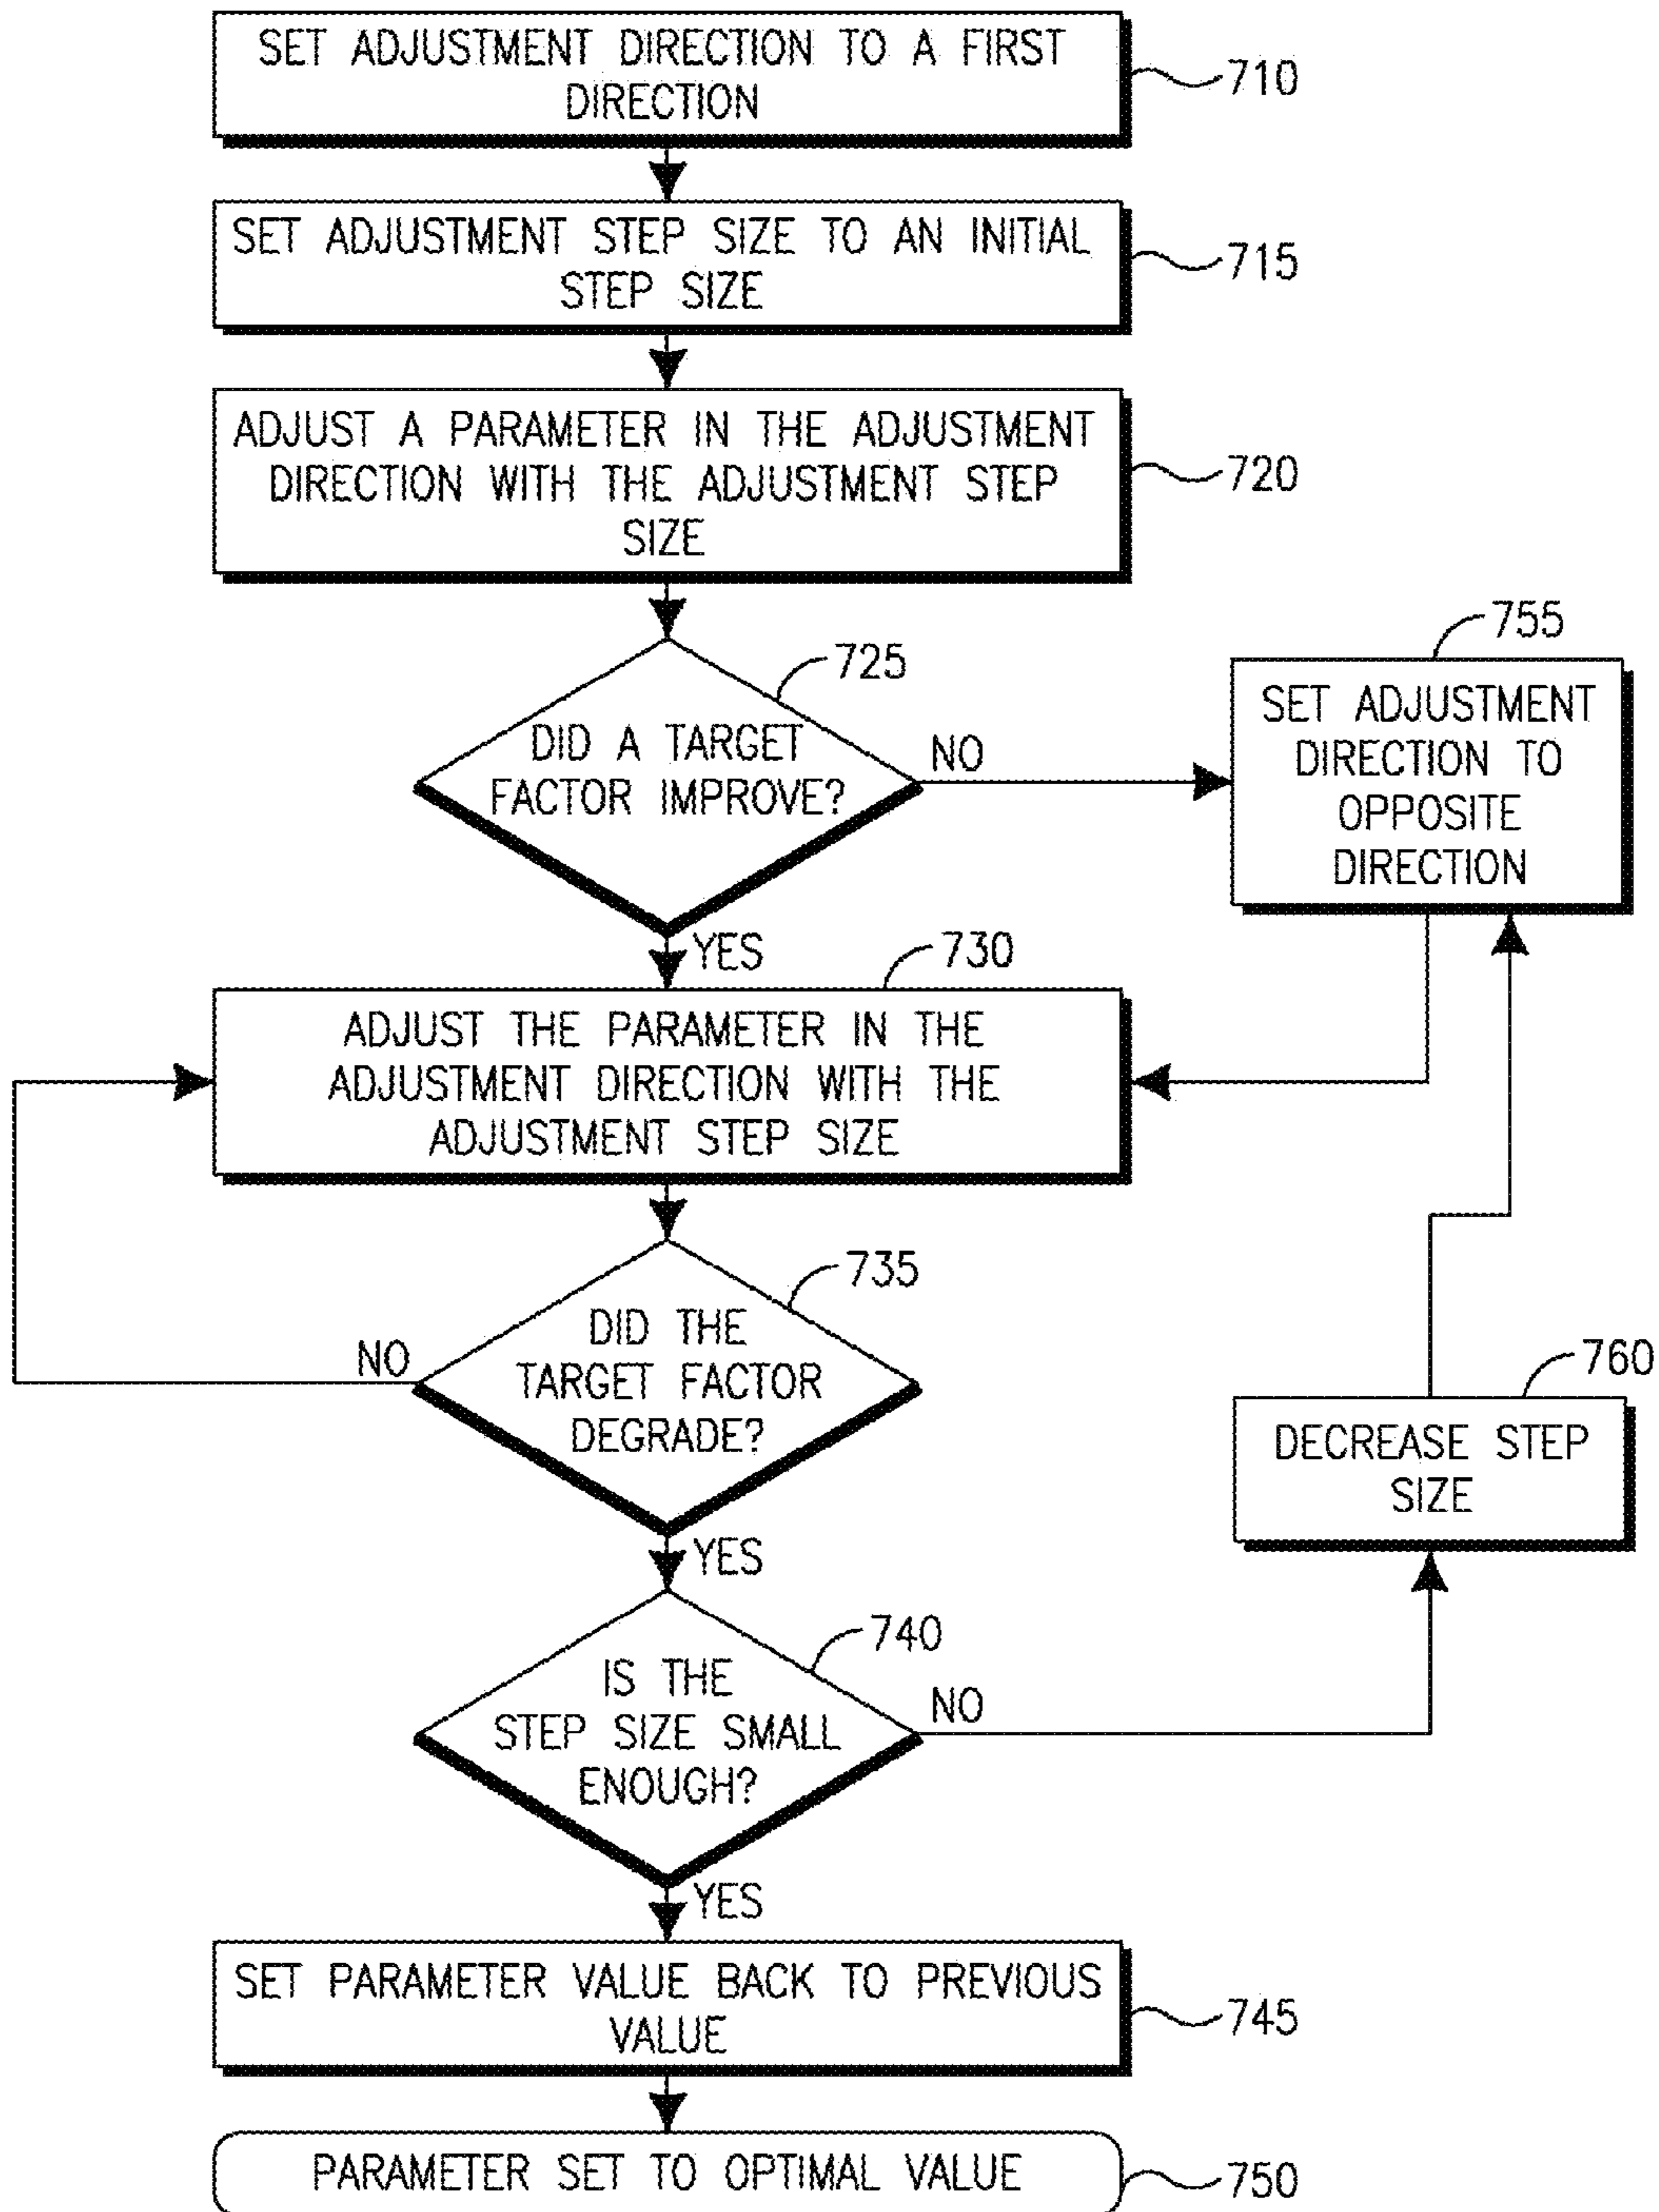 SET ADJUSTMENT DIRECTION TO A FIRST
DIRECTION
710
SET ADJUSTMENT STEP SIZE TO AN INITIAL
STEP SIZE
715
ADJUST A PARAMETER IN THE ADJUSTMENT
DIRECTION WITH THE ADJUSTMENT STEP
SIZE
720
725
DID A TARGET
FACTOR IMPROVE?
NO
755
SET ADJUSTMENT
DIRECTION TO
OPPOSITE
DIRECTION
YES
730
ADJUST THE PARAMETER IN THE
ADJUSTMENT DIRECTION WITH THE
ADJUSTMENT STEP SIZE
735
DID THE
TARGET FACTOR
DEGRADE?
NO
YES
760
DECREASE STEP
SIZE
740
IS THE
STEP SIZE SMALL
ENOUGH?
NO
YES
SET PARAMETER VALUE BACK TO PREVIOUS
VALUE
745
PARAMETER SET TO OPTIMAL VALUE
750